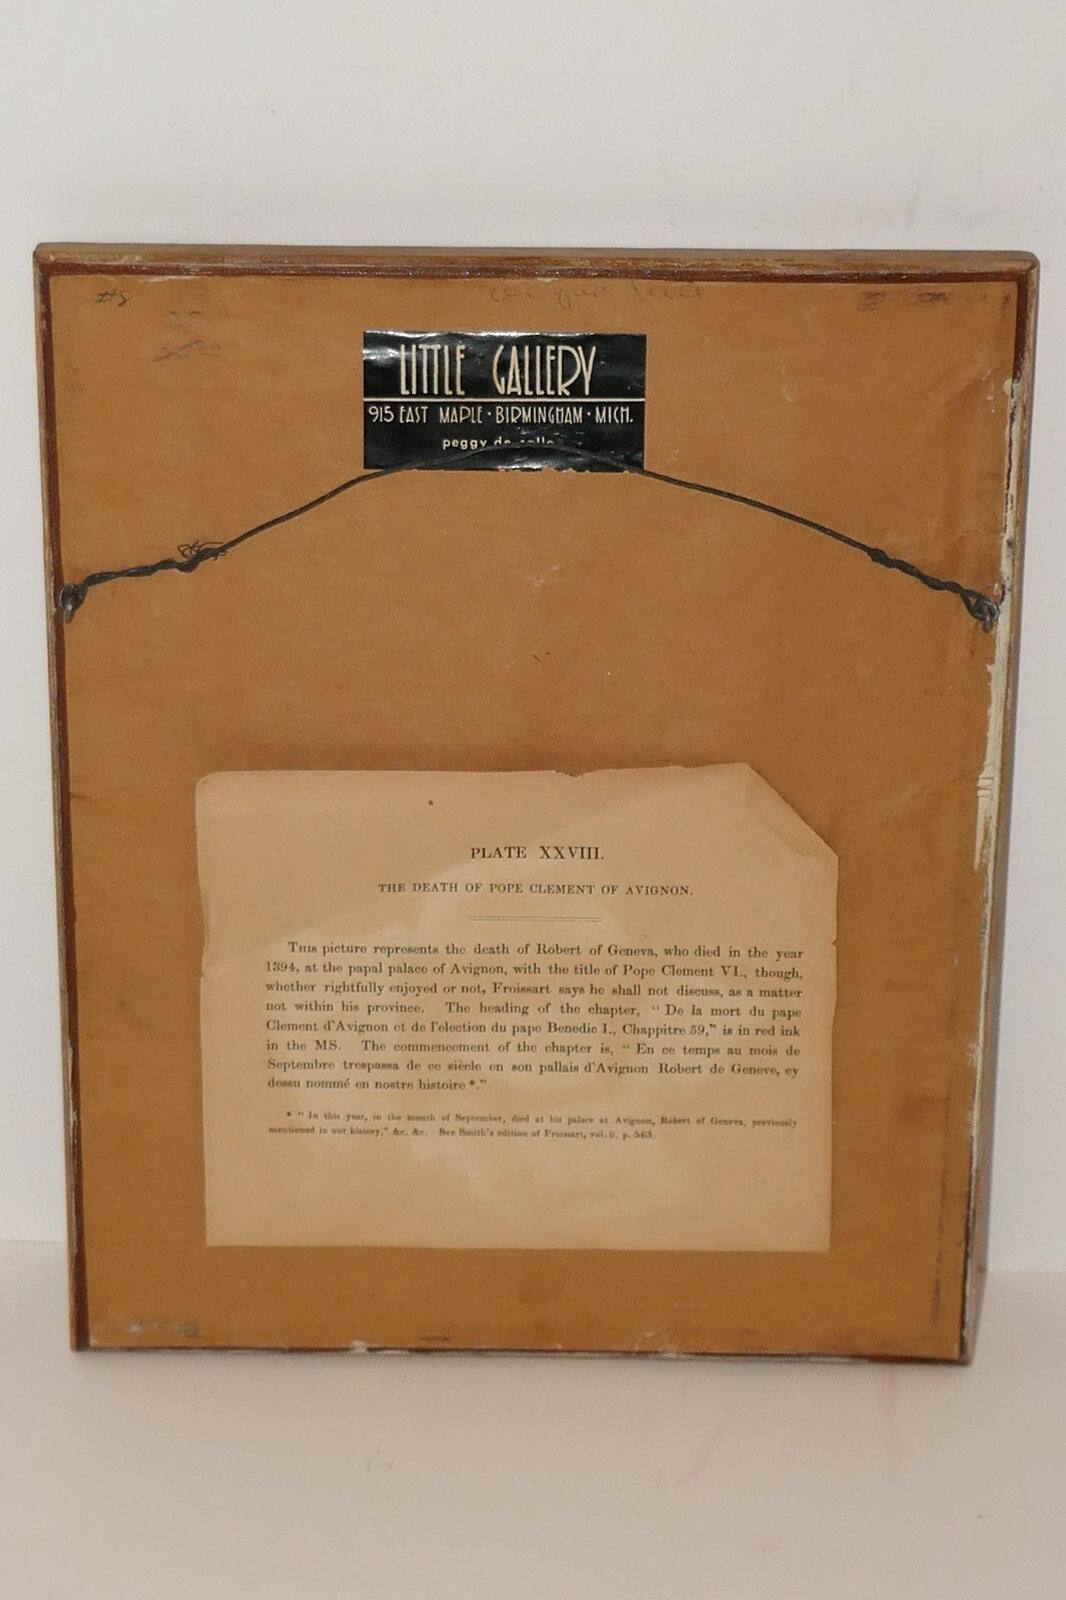 #8
LITTLE GALLERY
915 EAST MAPLE · BIRMINGHAM · MICH.
peggy
PLATE XXVIII.
THE DEATH OF POPE CLEMENT OF AVIGNON.
THIS picture represents the death of Robert of Geneva, who died in the year
1394, at the papal palace of Avignon, with the title of Pope Clement VI., though,
whether rightfully enjoyed or not, Froissart says he shall not discuss, as a matter
not within his province. The heading of the chapter, “ De la mort du pape
Clement d'Avignon et de l'election du pape Benedic I., Chappitre 59,” is in red ink
in the MS. The commencement of the chapter is, “ En ce temps au mois de
Septembre trespassa de ce siècle en son pallais d'Avignon Robert de Geneve, cy
dessu nommé en nostre histoire *.”
* “ In this year, in the month of September, died at his palace at Avignon, Robert of Geneva, previously
mentioned in our history,” &c. &c. See Smith's edition of Froissart, vol. ii. p. 563.